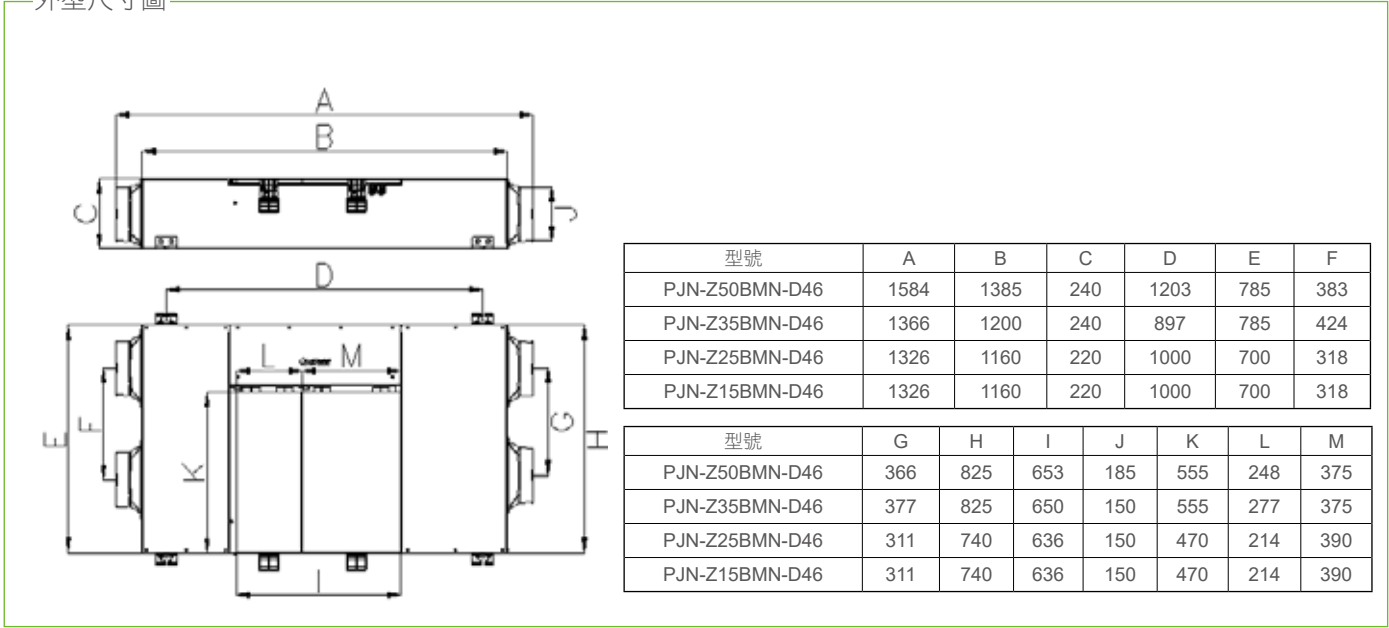 外型尺寸圖
A
B
C
J
D
L
M
E
F
K
G
H
I
型號 A B C D E F
PJN-Z50BMN-D46 1584 1385 240 1203 785 383
PJN-Z35BMN-D46 1366 1200 240 897 785 424
PJN-Z25BMN-D46 1326 1160 220 1000 700 318
PJN-Z15BMN-D46 1326 1160 220 1000 700 318
型號 G H I J K L M
PJN-Z50BMN-D46 366 825 653 185 555 248 375
PJN-Z35BMN-D46 377 825 650 150 555 277 375
PJN-Z25BMN-D46 311 740 636 150 470 214 390
PJN-Z15BMN-D46 311 740 636 150 470 214 390